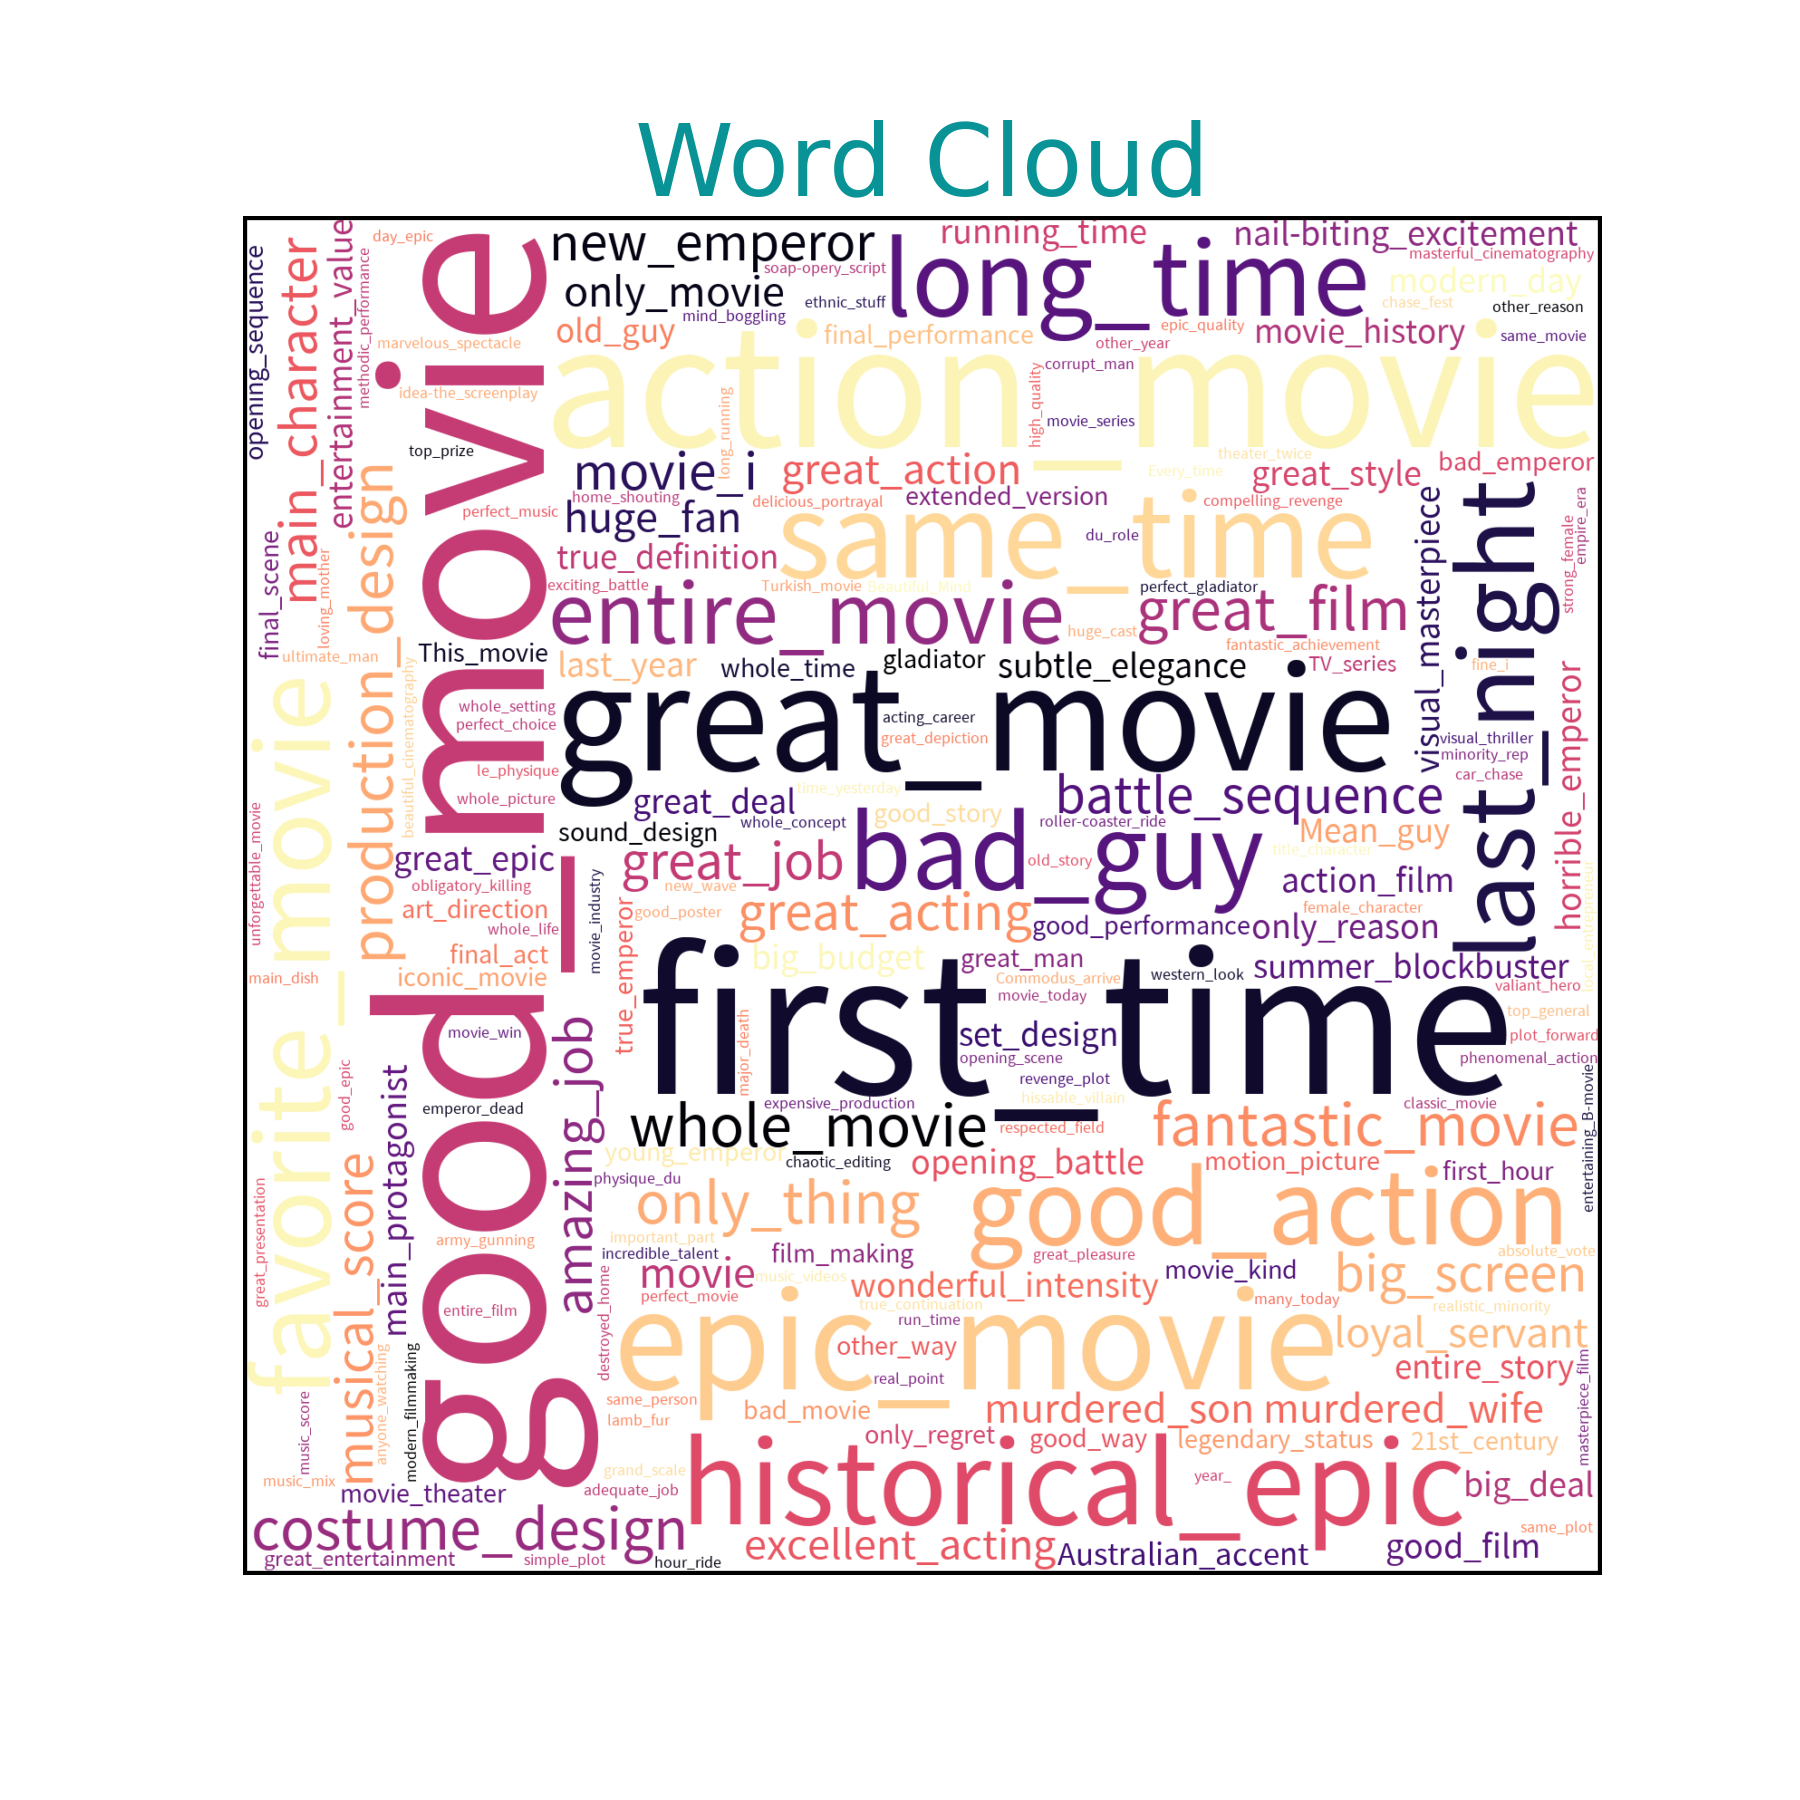 Word Cloud
day_epic
new_emperor
running_time
nail-biting_excitement
masterful_cinematography
soap-opery_script
long_time
modern_day
only_movie
ethnic_stuff
chase_fest
other_reason
mind_boggling
old_guy
final_performance
epic_quality
movie_history
same_movie
other_year
marvelous_spectacle
action_movie
corrupt_man
idea-the_screenplay
long_running
high_quality
movie_series
opening_sequence
main_character
entertainment_value
methodic_performance
top_prize
good_movie
movie_i
great_action
Every_time
theater_twice
great_style
bad_emperor
home_shouting
delicious_portrayal
extended_version
compelling_revenge
perfect_music
huge_fan
same_time
du_role
true_definition
exciting_battle
Turkish_movie
Beautiful_Mind
perfect_gladiator
visual_masterpiece
last_night
strong_female
empire_era
final_scene
loving_mother
production_design
entire_movie
great_film
huge_cast
fantastic_achievement
ultimate_man
This_movie
last_year
whole_time
gladiator
subtle_elegance
TV_series
fine_i
beautiful_cinematography
whole_setting
perfect_choice
great_movie
acting_career
great_depiction
visual_thriller
minority_rep
car_chase
horrible_emperor
le_physique
whole_picture
time_yesterday
great_deal
good_story
battle_sequence
whole_concept
roller-coaster_ride
sound_design
bad_guy
Mean_guy
title_character
unforgettable_movie
favorite_movie
great_epic
great_job
old_story
action_film
obligatory_killing
new_wave
art_direction
good_poster
great_acting
female_character
whole_life
movie_industry
good_performance
only_reason
local_entrepreneur
final_act
true_emperor
big_budget
great_man
western_look
summer_blockbuster
main_dish
iconic_movie
Commodus_arrive
valiant_hero
movie_today
first_time
top_general
movie_win
major_death
set_design
plot_forward
opening_scene
phenomenal_action
revenge_plot
good_epic
main_protagonist
amazing_job
hissable_villain
emperor_dead
expensive_production
classic_movie
entertaining_B-movie
whole_movie
respected_field
fantastic_movie
young_emperor
chaotic_editing
opening_battle
motion_picture
first_hour
physique_du
great_presentation
musical_score
only_thing
good_action
army_gunning
important_part
incredible_talent
film_making
great_pleasure
absolute_vote
movie
music_videos
wonderful_intensity
movie_kind
big_screen
perfect_movie
entire_film
destroyed_home
true_continuation
many_today
realistic_minority
run_time
epic_movie
other_way
loyal_servant
anyone_watching
modern_filmmaking
real_point
entire_story
same_person
masterpiece_film
lamb_fur
bad_movie
murdered_son
murdered_wife
music_score
only_regret
good_way
legendary_status
21st_century
grand_scale
music_mix
historical_epic
year_
big_deal
movie_theater
adequate_job
costume_design
same_plot
excellent_acting
Australian_accent
good_film
great_entertainment
simple_plot
hour_ride